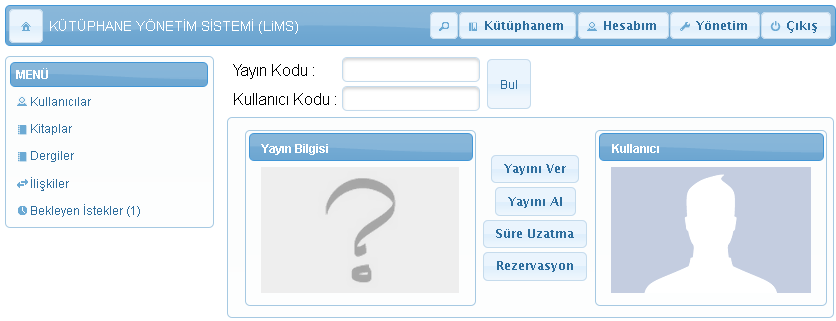 KÜTÜPHANE YÖNETİM SİSTEMİ (LiMS)
Kütüphanem
Hesabım
Yönetim
Çıkış
MENÜ
Kullanıcılar
Kitaplar
Dergiler
İlişkiler
Bekleyen İstekler (1)
Yayın Kodu :
Kullanıcı Kodu :
Bul
Yayın Bilgisi
Yayını Ver
Yayını Al
Süre Uzatma
Rezervasyon
Kullanıcı